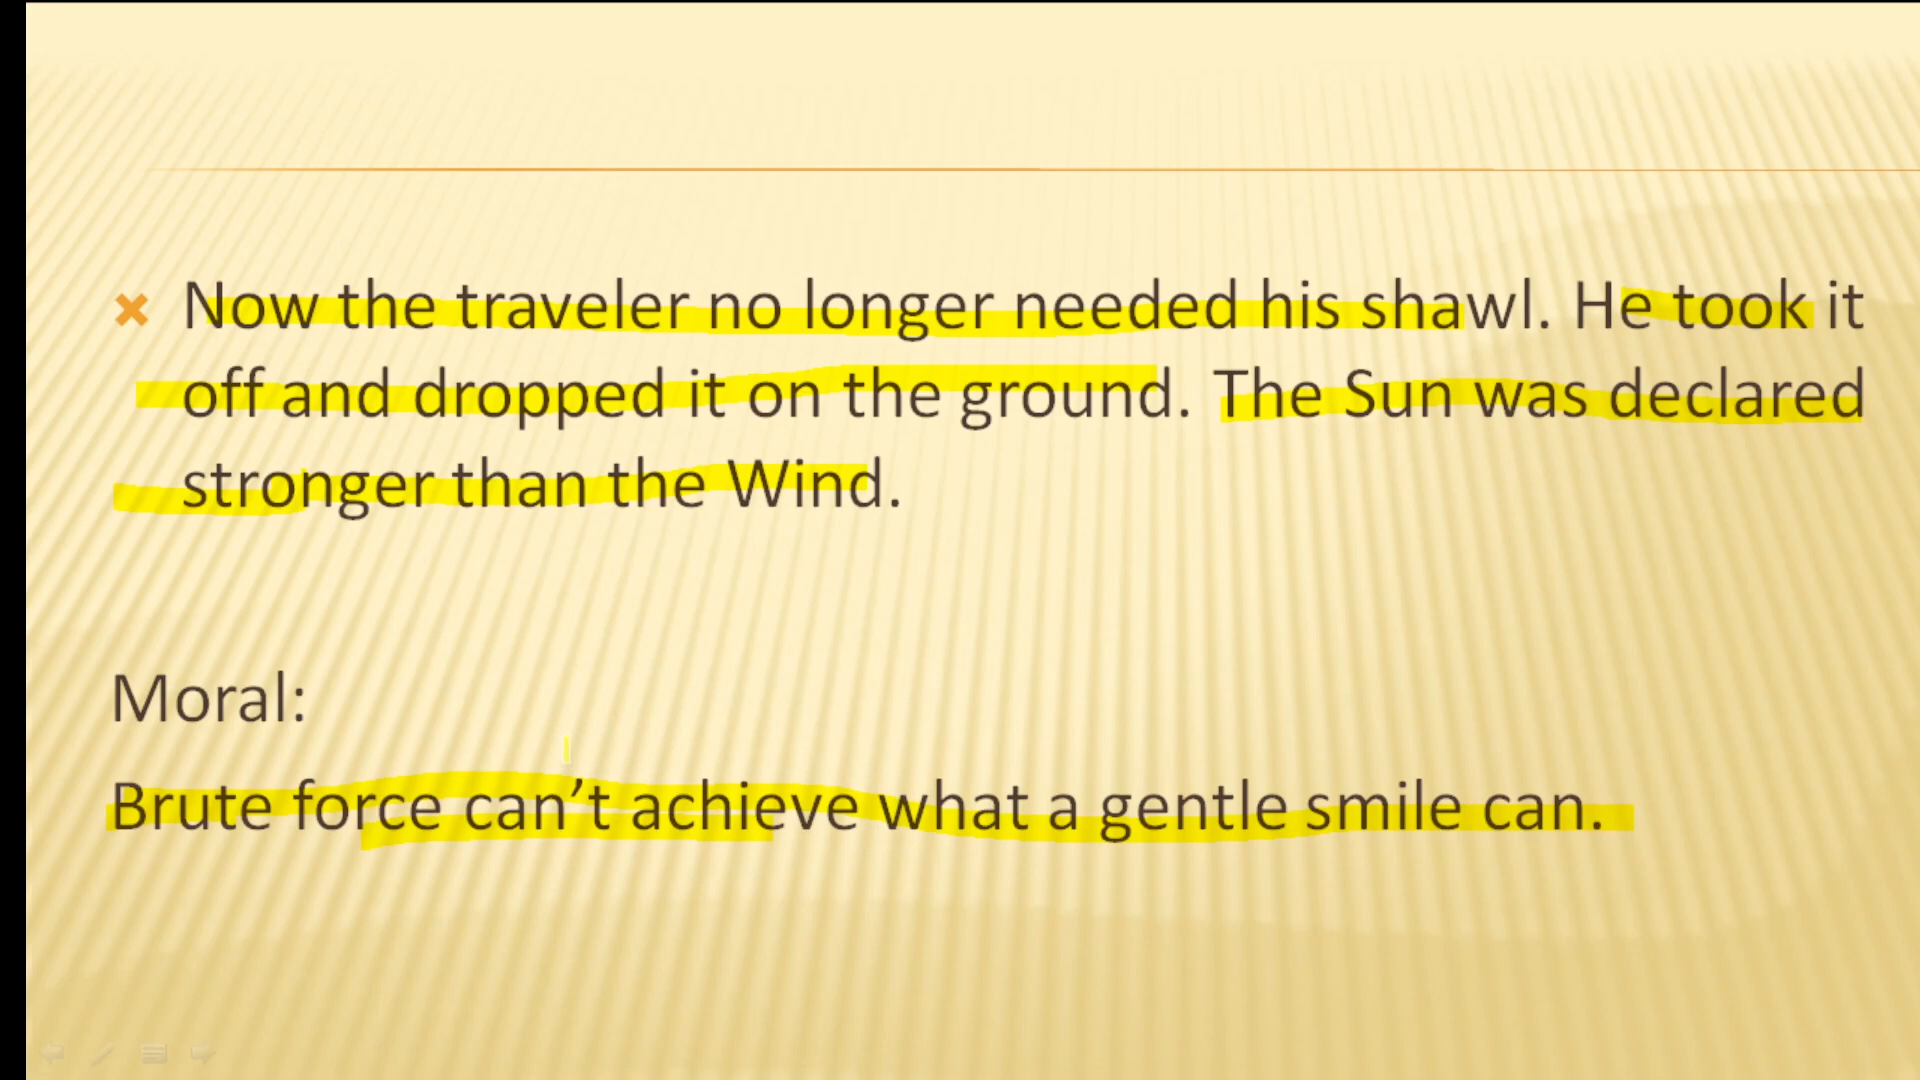 Now the traveler no longer needed his shawl. He took it
off and dropped it on the ground. The Sun was declared
stronger than the Wind.
Moral:
Brute force can’t achieve what a gentle smile can.